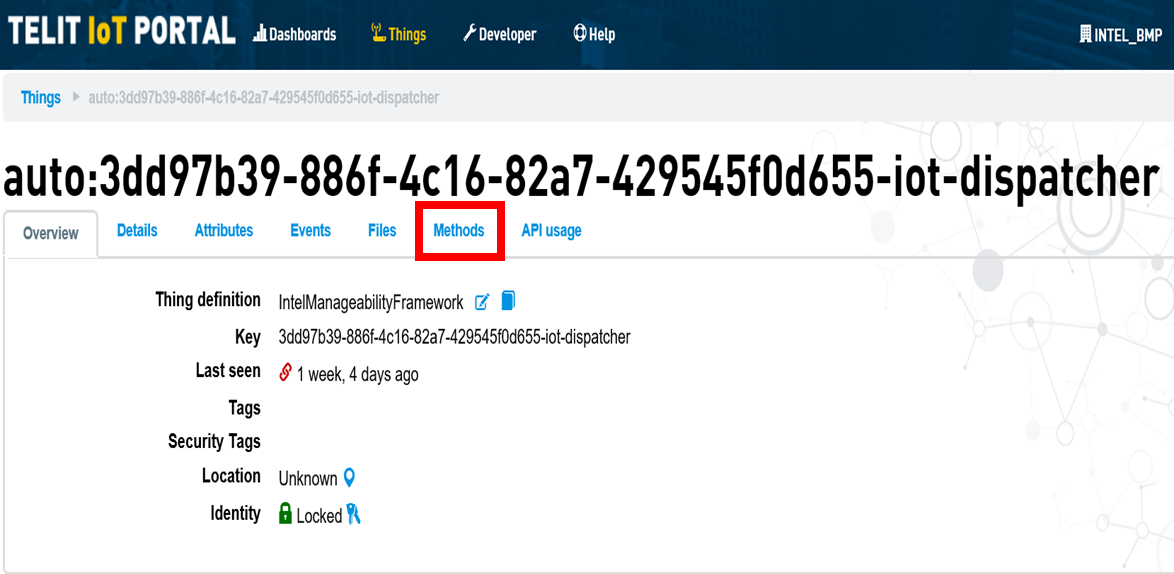 TELIT IoT PORTAL Dashboards Things Developer Help INTEL_BMP
Things auto:3dd97b39-886f-4c16-82a7-429545f0d655-iot-dispatcher
auto:3dd97b39-886f-4c16-82a7-429545f0d655-iot-dispatcher
Overview Details Attributes Events Files Methods API usage
Thing definition IntelManageabilityFramework
Key 3dd97b39-886f-4c16-82a7-429545f0d655-iot-dispatcher
Last seen 1 week, 4 days ago
Tags
Security Tags
Location Unknown
Identity Locked